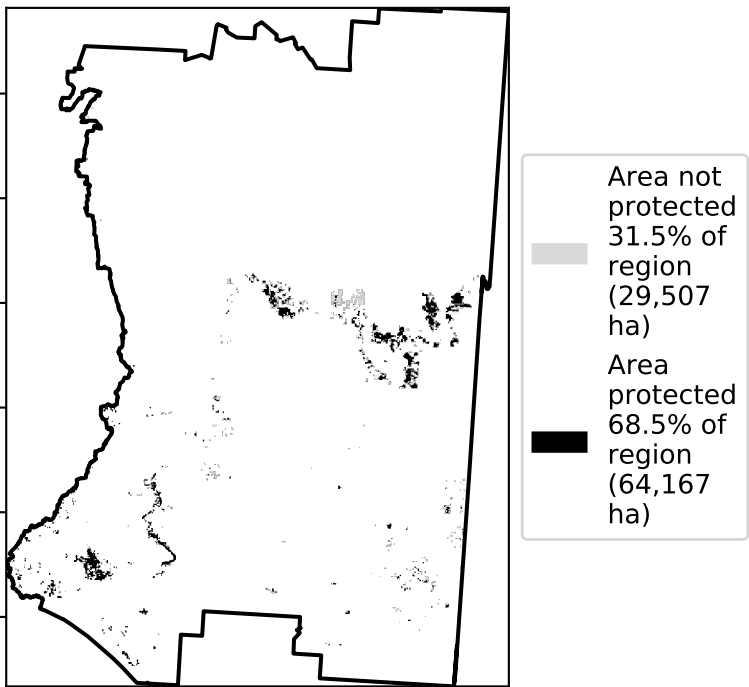 Area not
protected
31.5% of
region
(29,507
ha)
Area
protected
68.5% of
region
(64,167
ha)